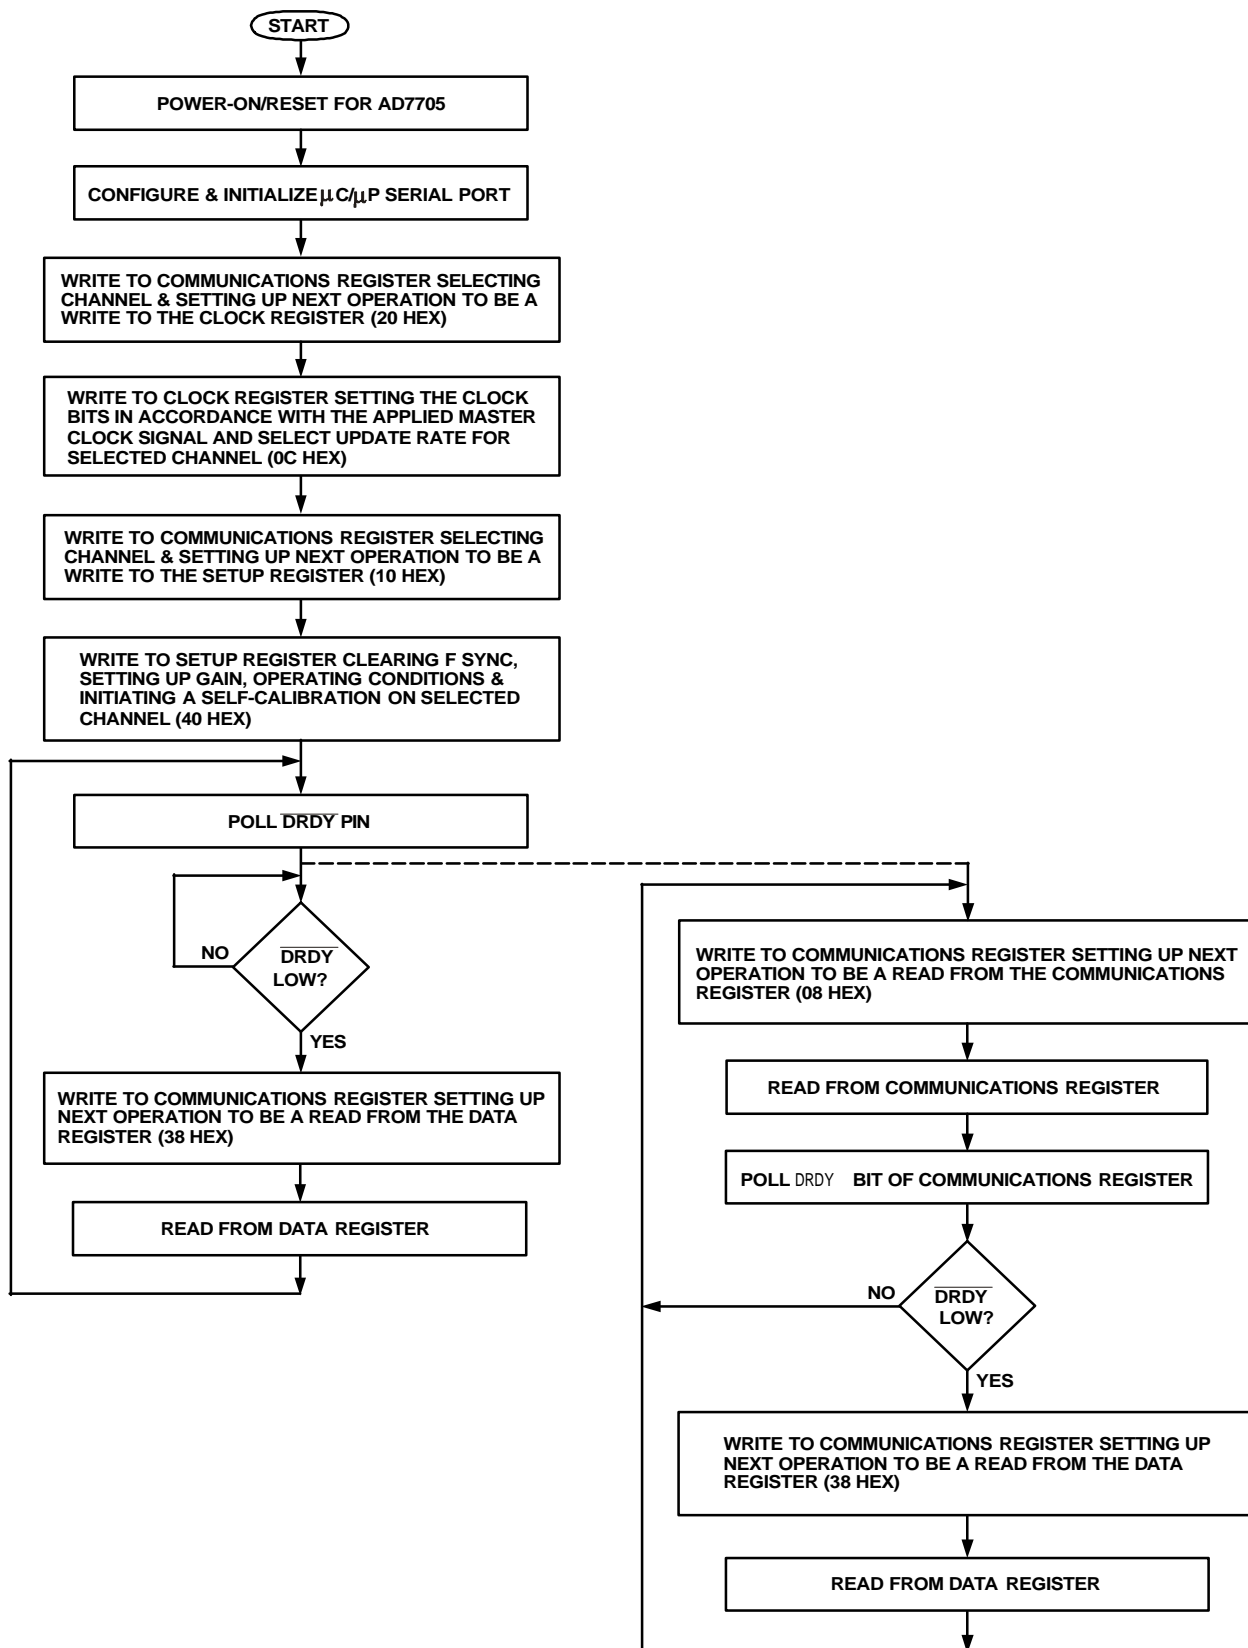 START
POWER-ON/RESET FOR AD7705
CONFIGURE & INITIALIZE μC/μP SERIAL PORT
WRITE TO COMMUNICATIONS REGISTER SELECTING
CHANNEL & SETTING UP NEXT OPERATION TO BE A
WRITE TO THE CLOCK REGISTER (20 HEX)
WRITE TO CLOCK REGISTER SETTING THE CLOCK
BITS IN ACCORDANCE WITH THE APPLIED MASTER
CLOCK SIGNAL AND SELECT UPDATE RATE FOR
SELECTED CHANNEL (0C HEX)
WRITE TO COMMUNICATIONS REGISTER SELECTING
CHANNEL & SETTING UP NEXT OPERATION TO BE A
WRITE TO THE SETUP REGISTER (10 HEX)
WRITE TO SETUP REGISTER CLEARING F SYNC,
SETTING UP GAIN, OPERATING CONDITIONS &
INITIATING A SELF-CALIBRATION ON SELECTED
CHANNEL (40 HEX)
POLL DRDY PIN
NO
DRDY
LOW?
YES
WRITE TO COMMUNICATIONS REGISTER SETTING UP
NEXT OPERATION TO BE A READ FROM THE DATA
REGISTER (38 HEX)
READ FROM DATA REGISTER
WRITE TO COMMUNICATIONS REGISTER SETTING UP NEXT
OPERATION TO BE A READ FROM THE COMMUNICATIONS
REGISTER (08 HEX)
READ FROM COMMUNICATIONS REGISTER
POLL DRDY BIT OF COMMUNICATIONS REGISTER
NO
DRDY
LOW?
YES
WRITE TO COMMUNICATIONS REGISTER SETTING UP
NEXT OPERATION TO BE A READ FROM THE DATA
REGISTER (38 HEX)
READ FROM DATA REGISTER